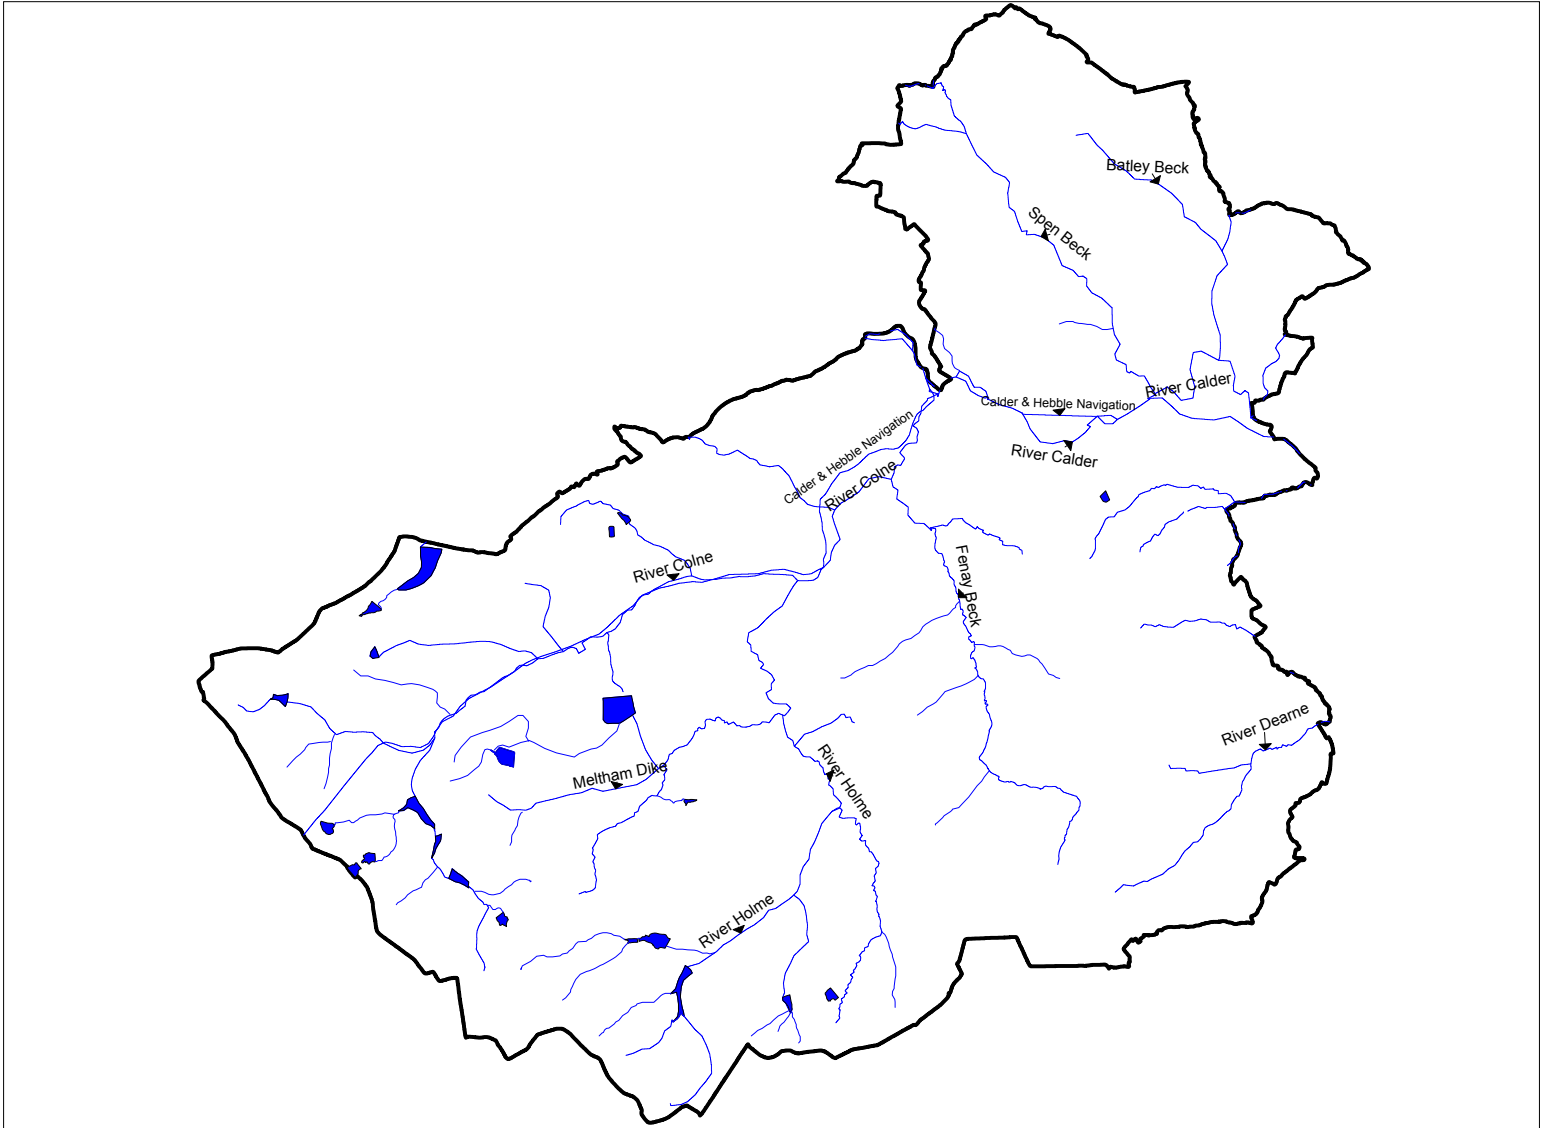 Batley Beck
Spen Beck
River Calder
Calder & Hebble Navigation
River Calder
Calder & Hebble Navigation
River Colne
River Colne
Fenay Beck
River Dearne
River Holme
Meltham Dike
River Holme